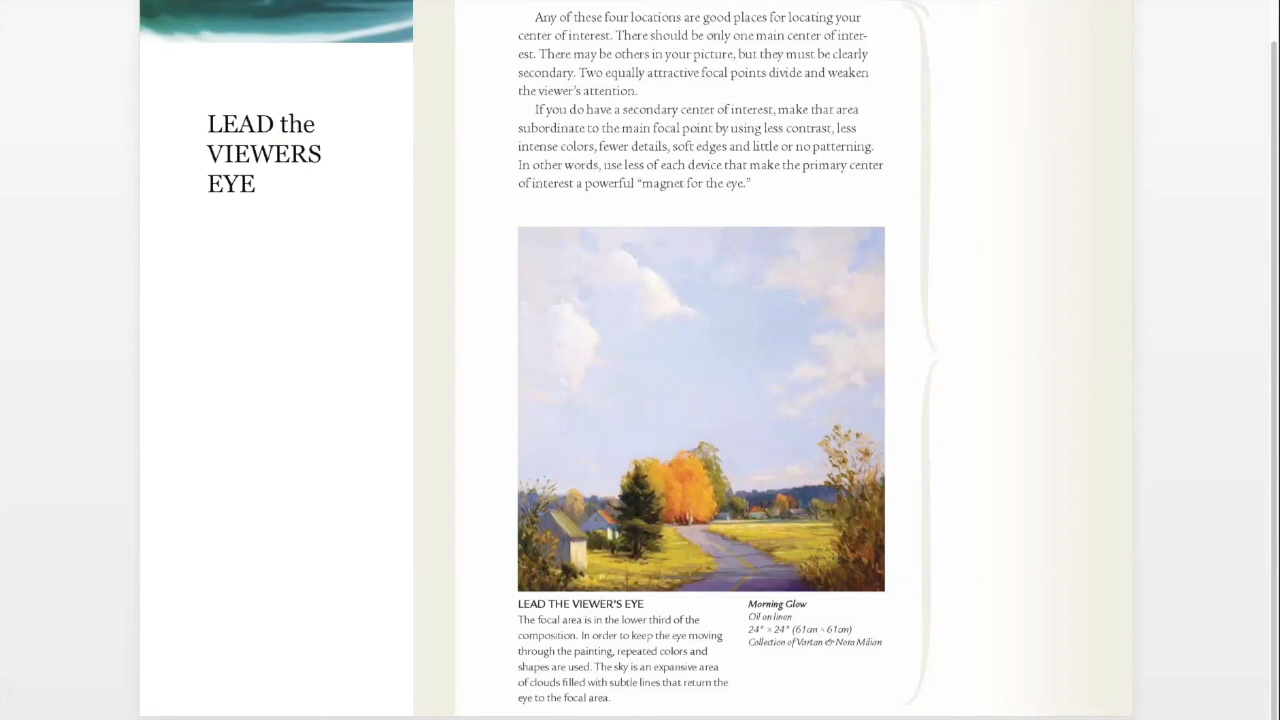 LEAD the
VIEWERS
EYE
Any of these four locations are good places for locating your
center of interest. There should be only one main center of inter-
est. There may be others in your picture, but they must be clearly
secondary. Two equally attractive focal points divide and weaken
the viewer's attention.
If you do have a secondary center of interest, make that area
subordinate to the main focal point by using less contrast, less
intense colors, fewer details, soft edges and little or no patterning.
In other words, use less of each device that make the primary center
of interest a powerful “magnet for the eye.”
LEAD THE VIEWER'S EYE
The focal area is in the lower third of the
composition. In order to keep the eye moving
through the painting, repeated colors and
shapes are used. The sky is an expansive area
of clouds filled with subtle lines that return the
eye to the focal area.
Morning Glow
Oil on linen
24" × 24" (61cm × 61cm)
Collection of Vartan & Nora Milian